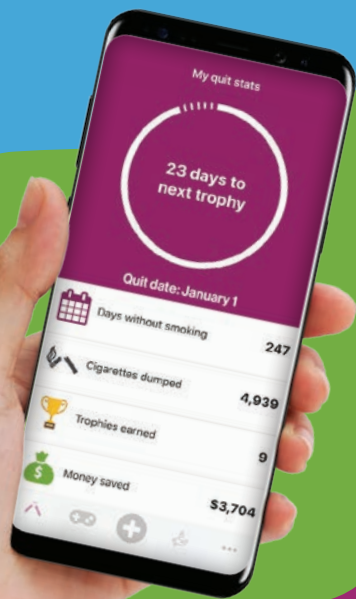 My quit stats
23 days to
next trophy
Quit date: January 1
Days without smoking
247
Cigarettes dumped
4,939
Trophies earned
9
Money saved
$3,704
$